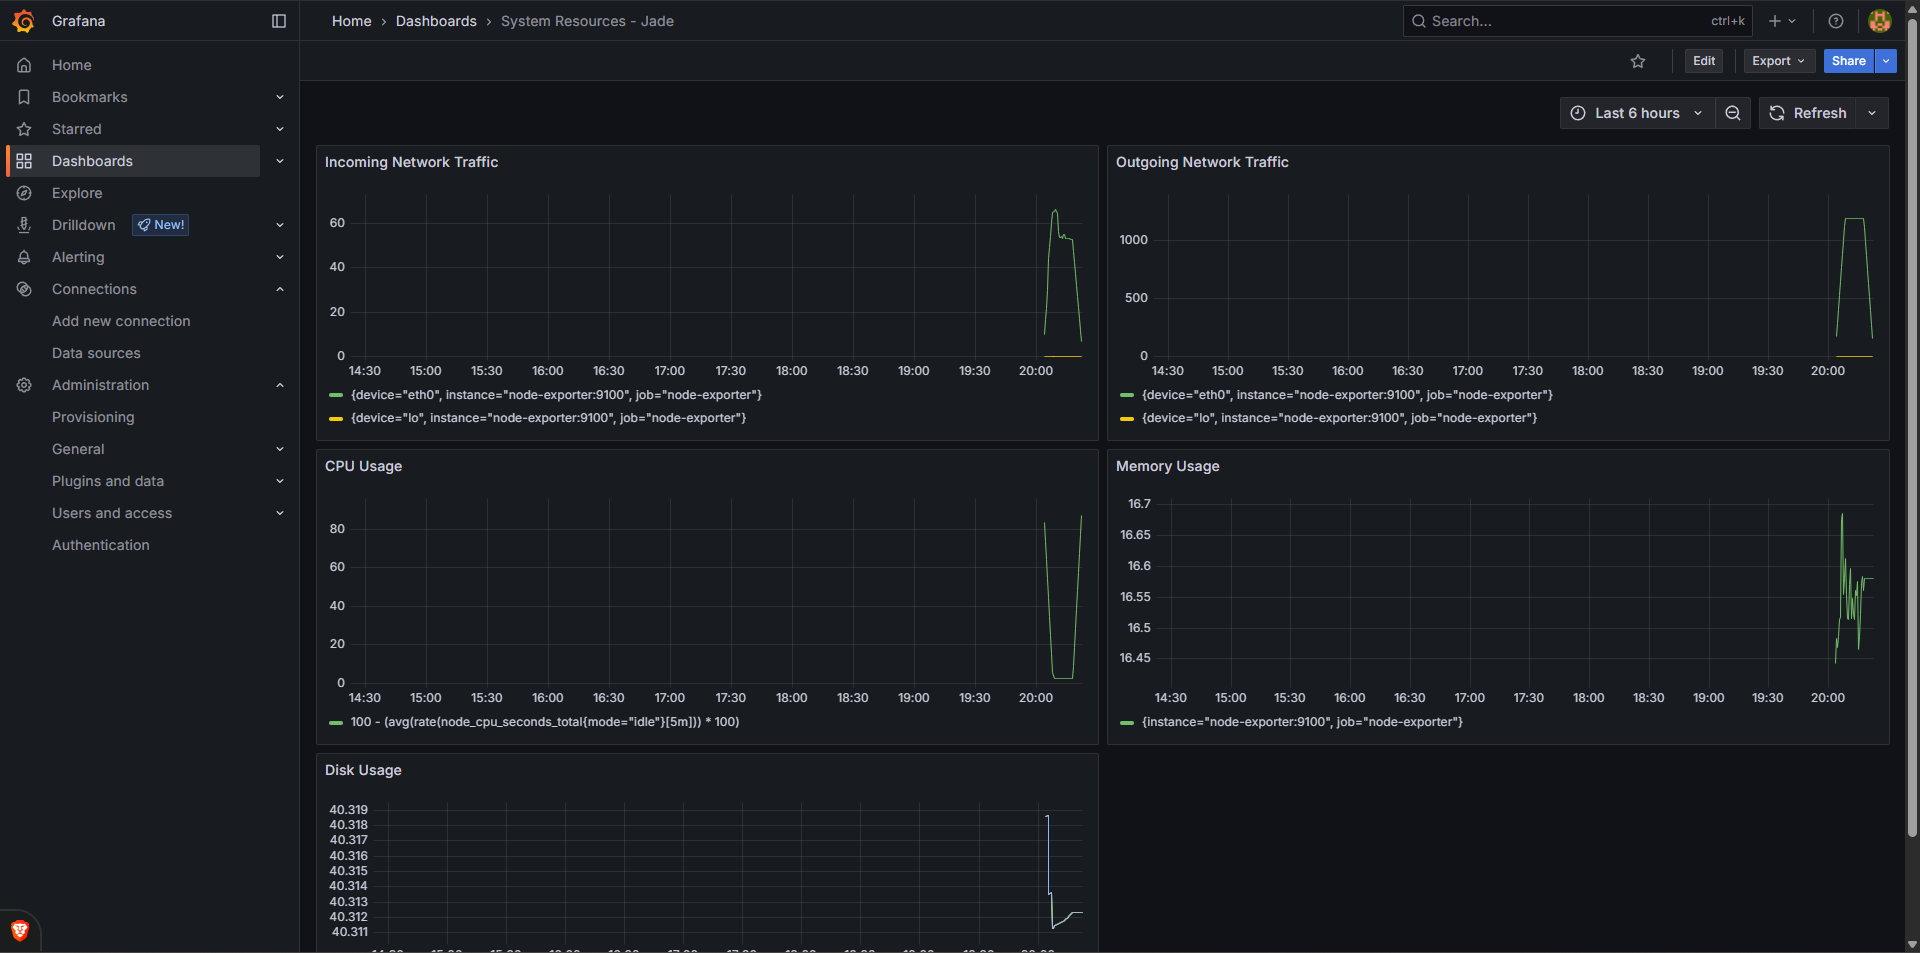 Grafana
Home › Dashboards › System Resources - Jade
Search...
ctrl+k
Edit
Export
Share
Last 6 hours
Refresh
Home
Bookmarks
Starred
Dashboards
Explore
Drilldown
New!
Alerting
Connections
Add new connection
Data sources
Administration
Provisioning
General
Plugins and data
Users and access
Authentication
Incoming Network Traffic
60
40
20
0
14:30 15:00 15:30 16:00 16:30 17:00 17:30 18:00 18:30 19:00 19:30 20:00
{device="eth0", instance="node-exporter:9100", job="node-exporter"}
{device="lo", instance="node-exporter:9100", job="node-exporter"}
Outgoing Network Traffic
1000
500
0
14:30 15:00 15:30 16:00 16:30 17:00 17:30 18:00 18:30 19:00 19:30 20:00
{device="eth0", instance="node-exporter:9100", job="node-exporter"}
{device="lo", instance="node-exporter:9100", job="node-exporter"}
CPU Usage
80
60
40
20
0
14:30 15:00 15:30 16:00 16:30 17:00 17:30 18:00 18:30 19:00 19:30 20:00
100 - (avg(rate(node_cpu_seconds_total{mode="idle"}[5m])) * 100)
Memory Usage
16.7
16.65
16.6
16.55
16.5
16.45
14:30 15:00 15:30 16:00 16:30 17:00 17:30 18:00 18:30 19:00 19:30 20:00
{instance="node-exporter:9100", job="node-exporter"}
Disk Usage
40.319
40.318
40.317
40.316
40.315
40.314
40.313
40.312
40.311